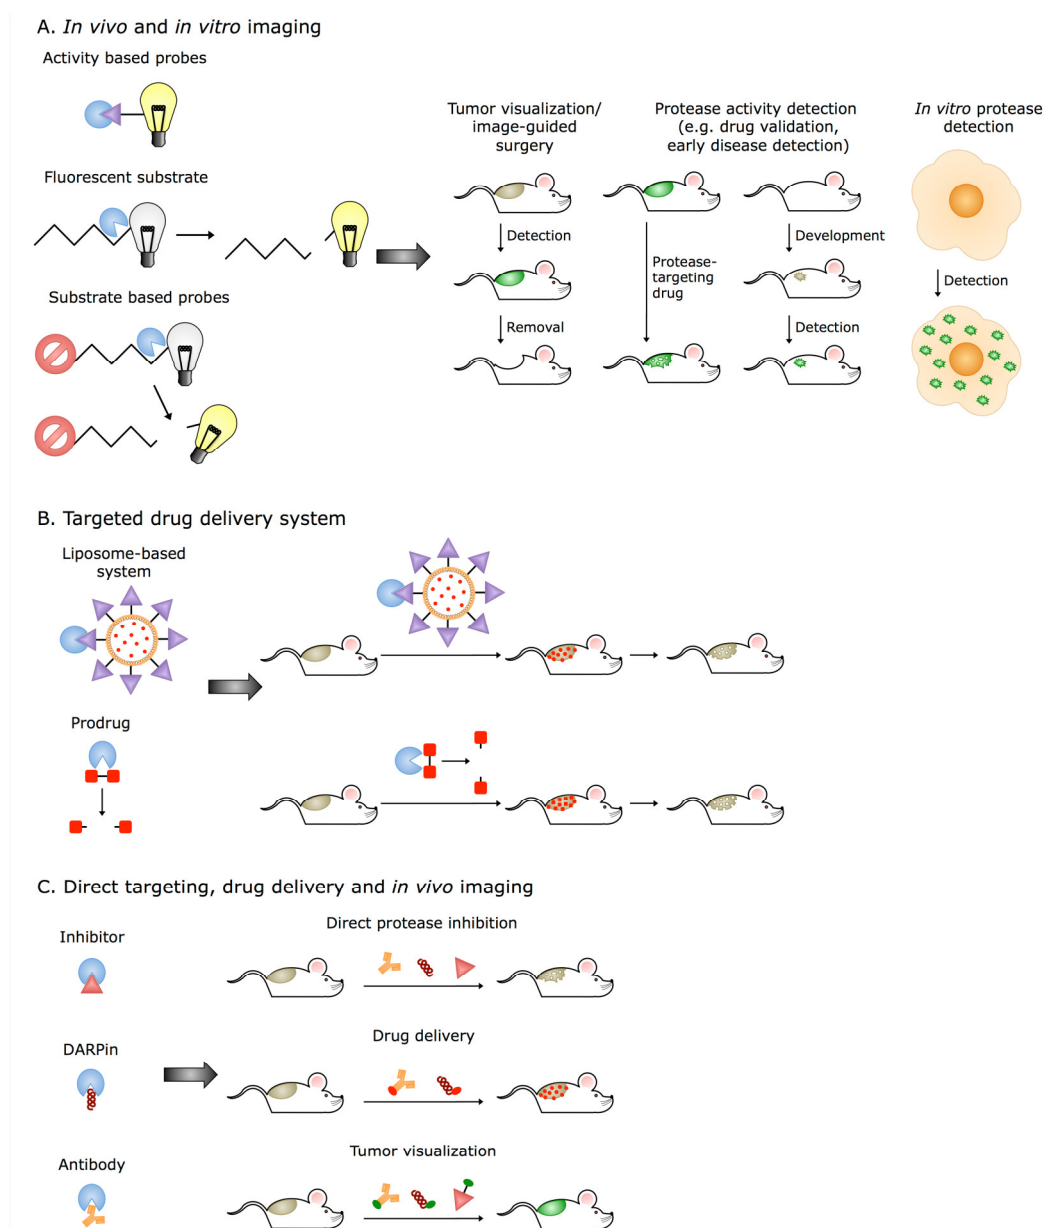 A. In vivo and in vitro imaging
Activity based probes
Fluorescent substrate
Substrate based probes
Tumor visualization/
image-guided
surgery
Detection
Removal
Protease activity detection
(e.g. drug validation,
early disease detection)
Protease-
targeting
drug
Development
Detection
In vitro protease
detection
Detection
B. Targeted drug delivery system
Liposome-based
system
Prodrug
C. Direct targeting, drug delivery and in vivo imaging
Inhibitor
Direct protease inhibition
DARPin
Drug delivery
Antibody
Tumor visualization